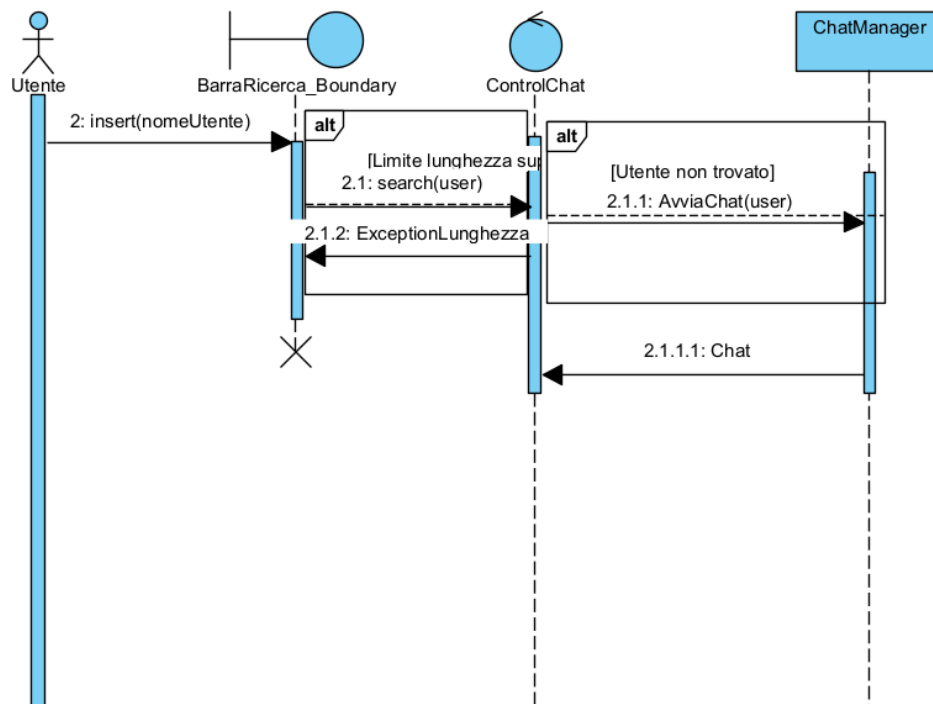 Utente
BarraRicerca_Boundary
ControlChat
ChatManager
2: insert(nomeUtente)
alt
[Limite lunghezza
2.1: search(user)
2.1.2: ExceptionLunghezza
alt
[Utente non trovato]
2.1.1: AvviaChat(user)
2.1.1.1: Chat